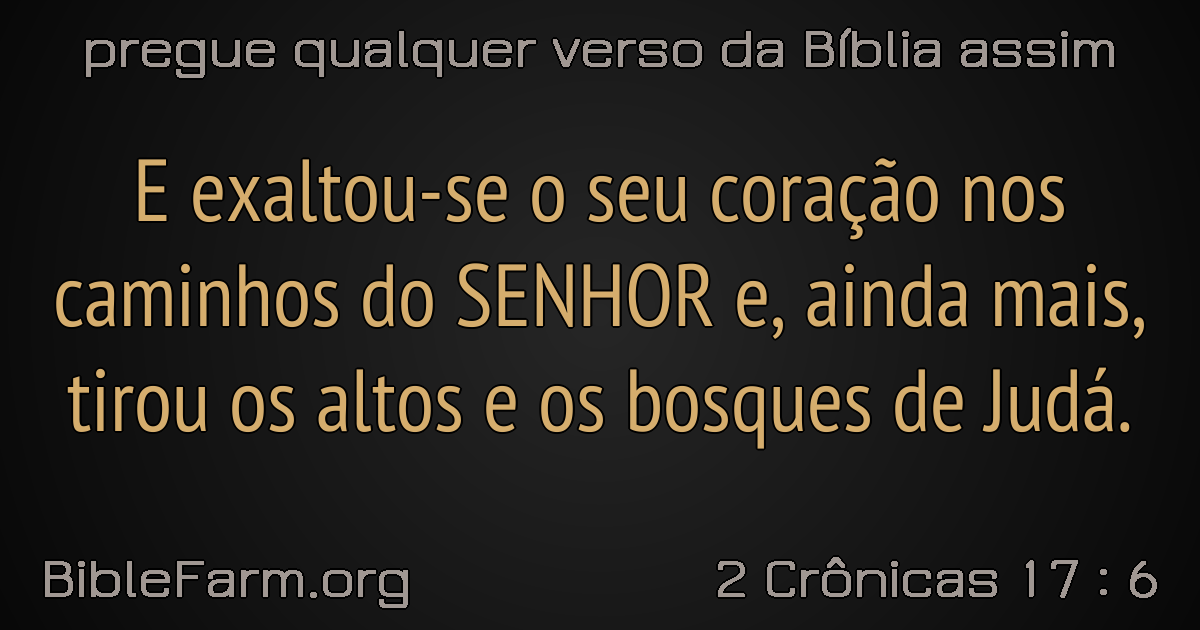 pregue qualquer verso da Bíblia assim
E exaltou-se o seu coração nos
caminhos do SENHOR e, ainda mais,
tirou os altos e os bosques de Judá.
BibleFarm.org
2 Crônicas 17 : 6